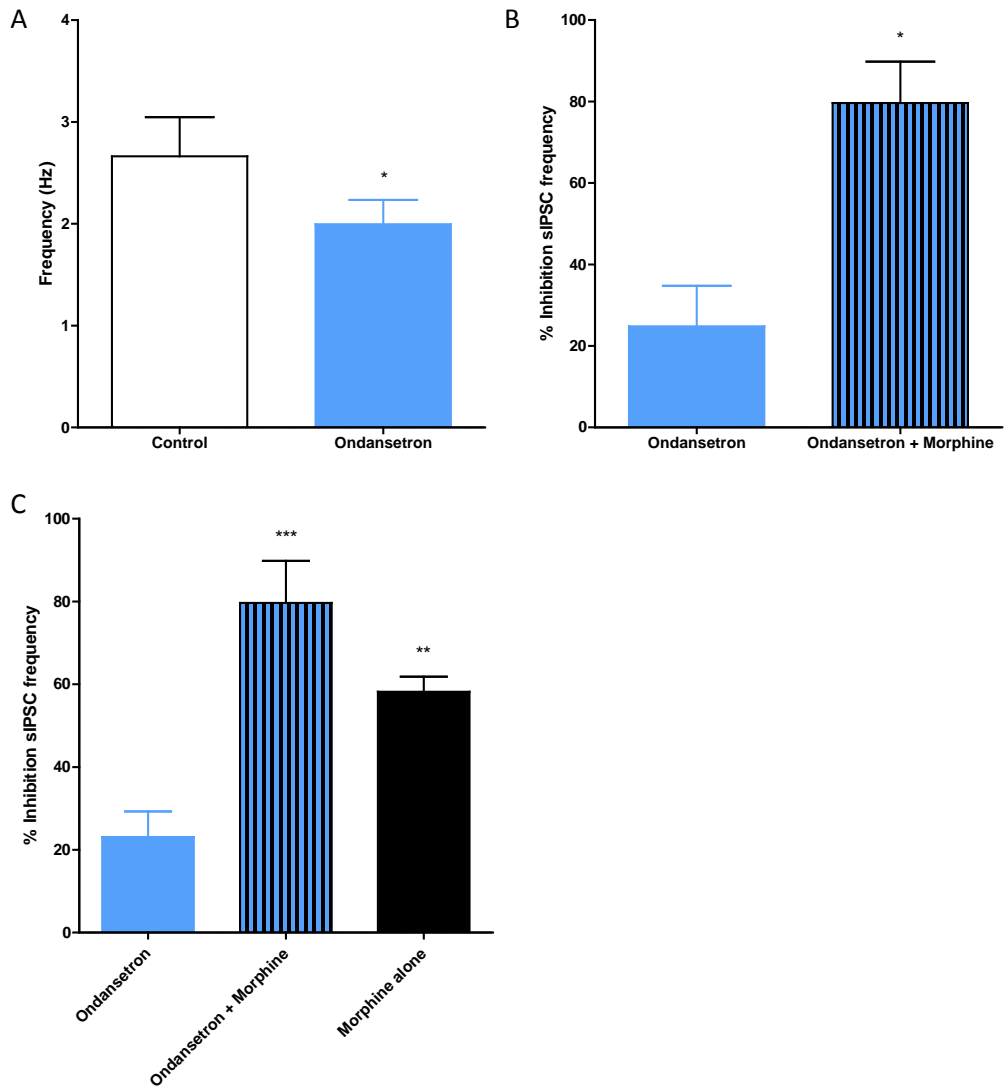 A
4
3
2
1
0
Frequency (Hz)
*
Control
Ondansetron
B
100
80
60
40
20
0
% Inhibition sIPSC frequency
*
Ondansetron
Ondansetron + Morphine
C
100
80
60
40
20
0
% Inhibition sIPSC frequency
***
**
Ondansetron
Ondansetron + Morphine
Morphine alone